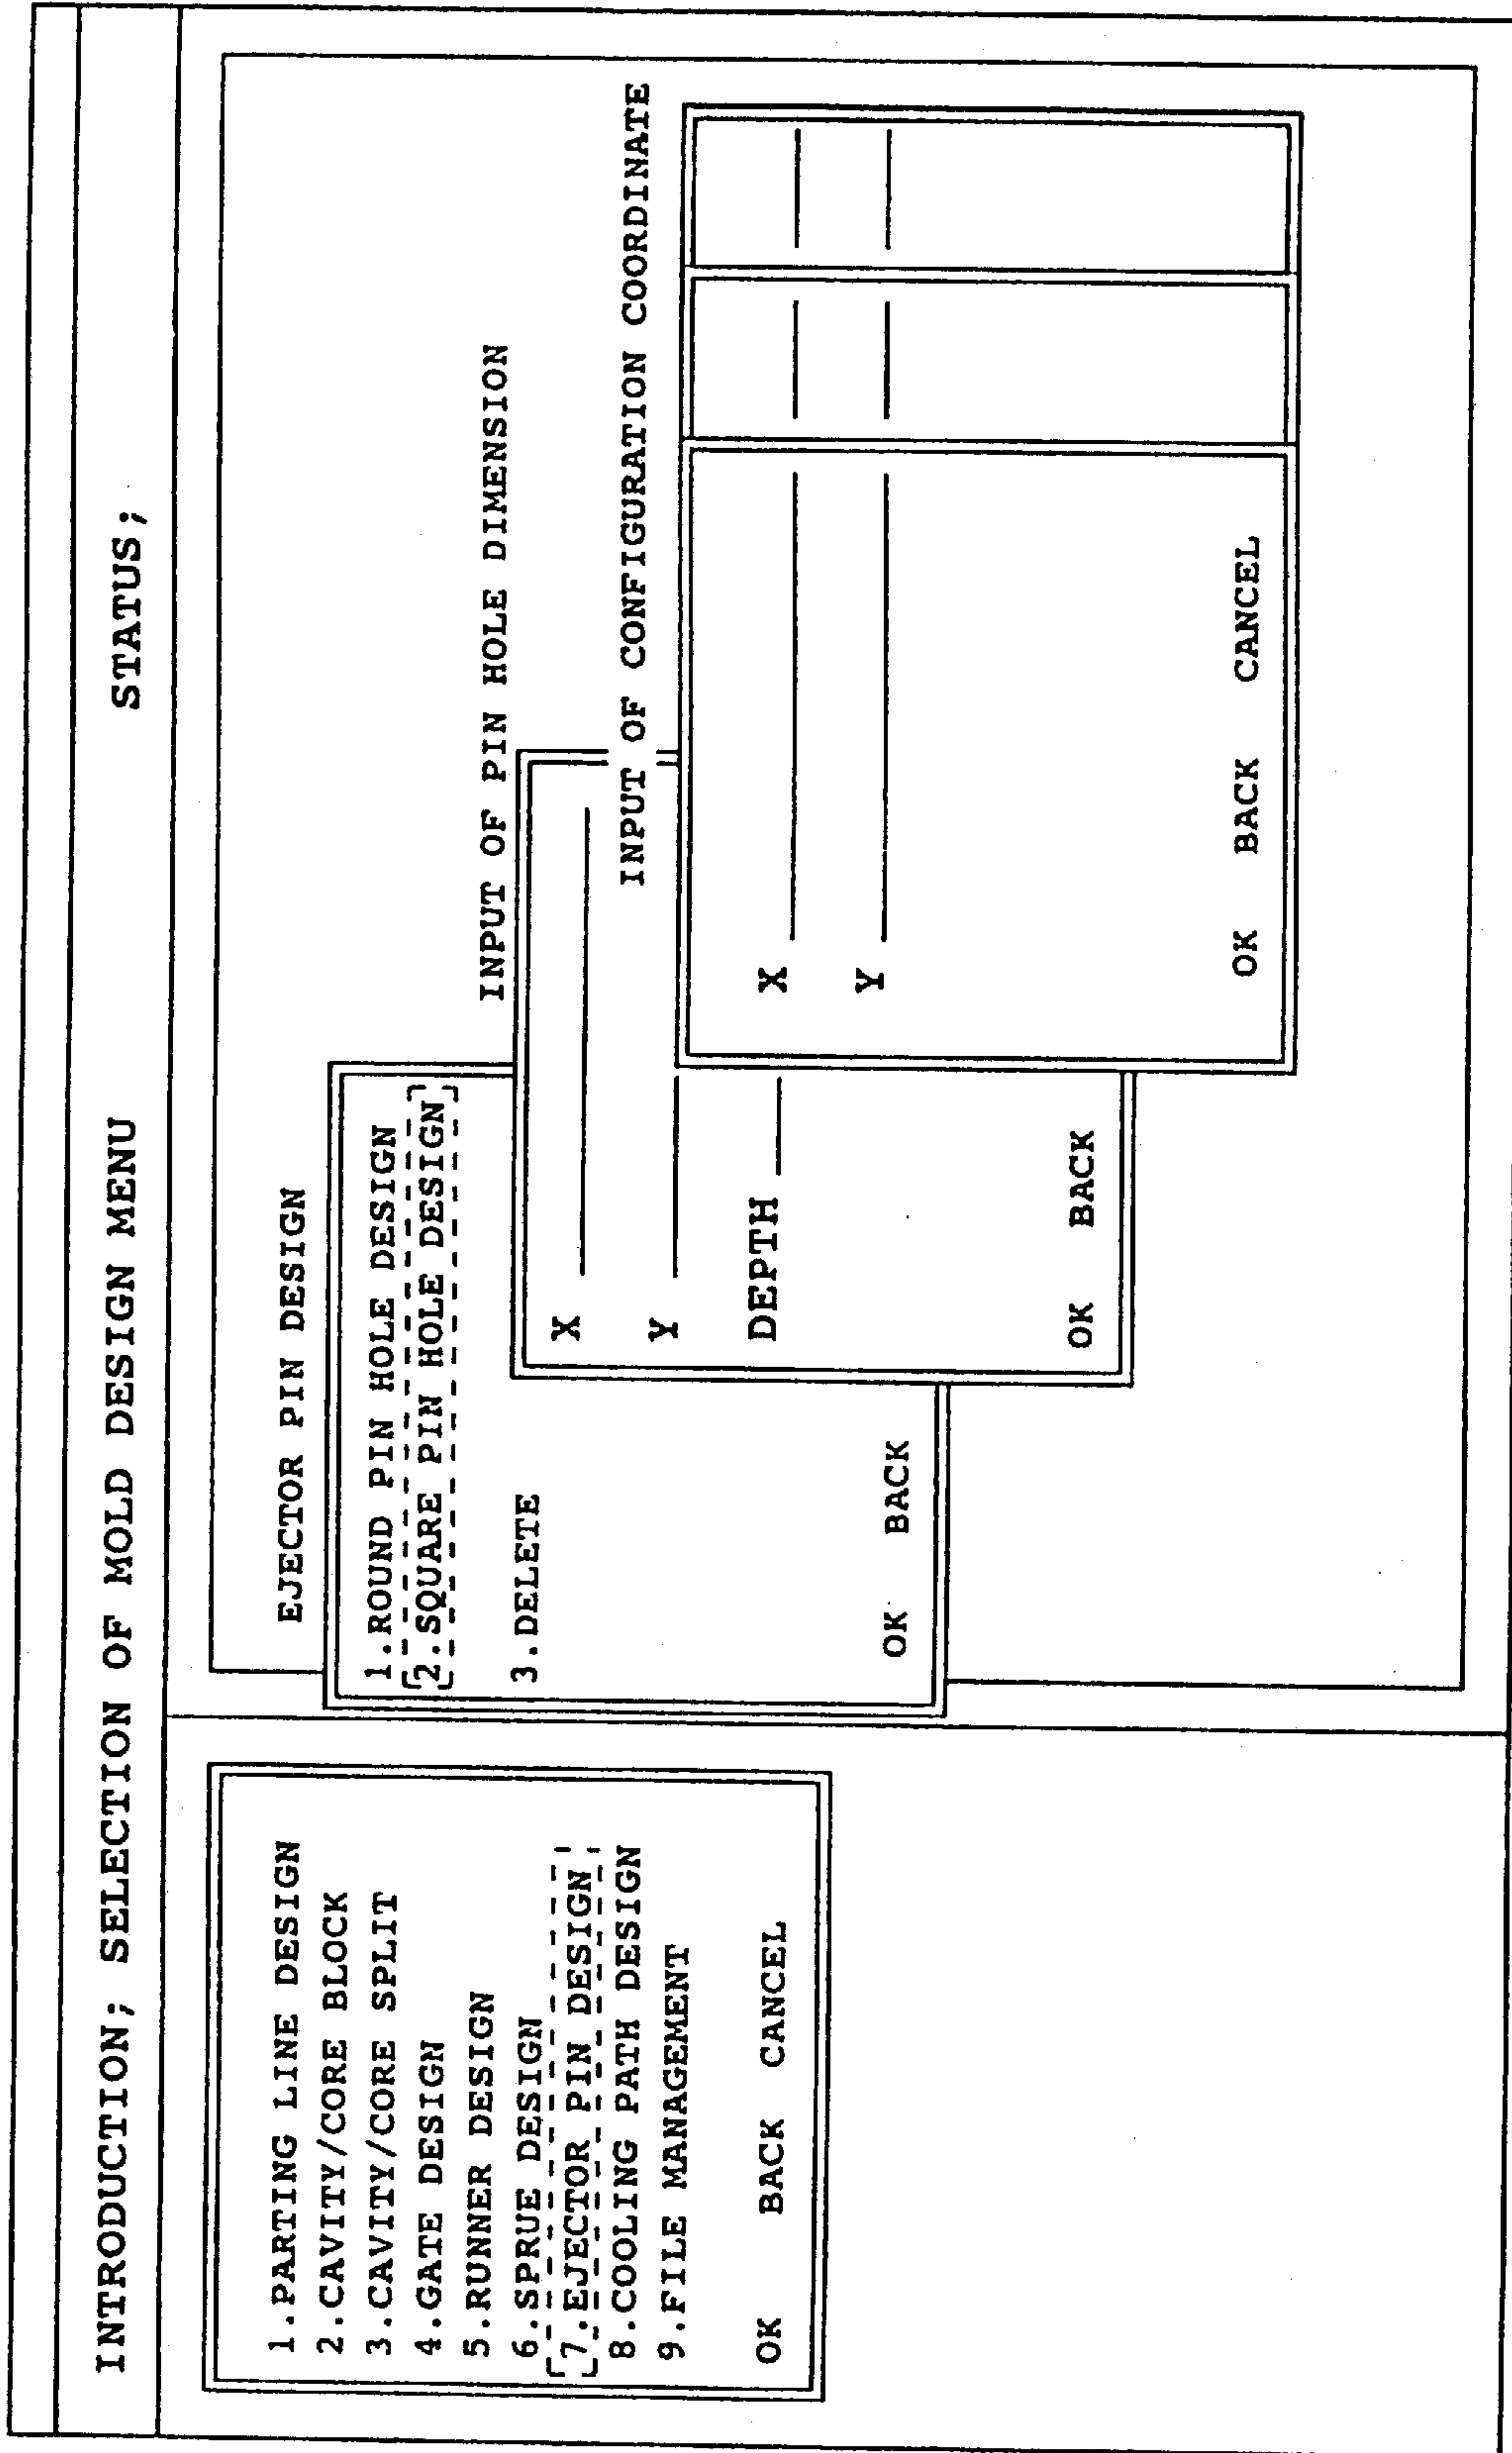 INTRODUCTION; SELECTION OF MOLD DESIGN MENU STATUS;
1.PARTING LINE DESIGN
2.CAVITY/CORE BLOCK
3.CAVITY/CORE SPLIT
4.GATE DESIGN
5.RUNNER DESIGN
6.SPRUE DESIGN
7.EJECTOR PIN DESIGN
8.COOLING PATH DESIGN
9.FILE MANAGEMENT
OK BACK CANCEL
EJECTOR PIN DESIGN
1.ROUND PIN HOLE DESIGN
2.SQUARE PIN HOLE DESIGN
3.DELETE
OK BACK
INPUT OF PIN HOLE DIMENSION
X
Y
DEPTH
OK BACK
INPUT OF CONFIGURATION COORDINATE
X
Y
OK BACK CANCEL